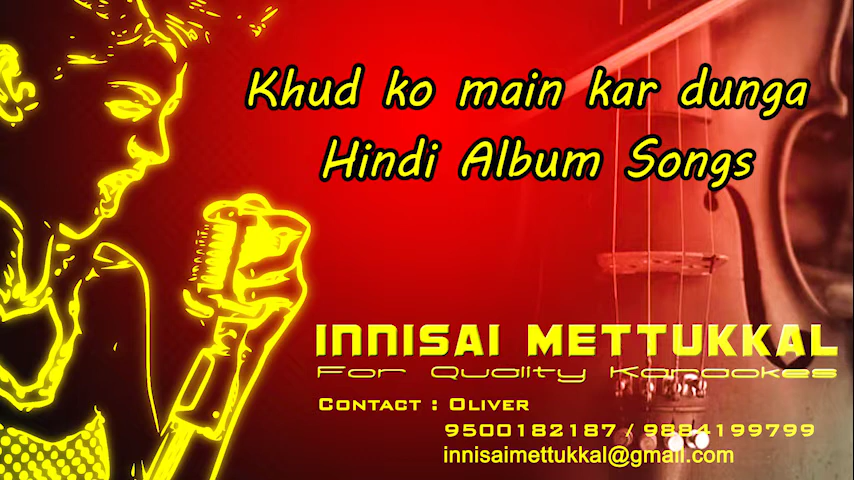 Khud ko main kar dunga
Hindi Album Songs
INNISAI METTUKKAL
For Quality Karaokes
Contact : Oliver
9500182187 / 9884199799
innisaimettukkal@gmail.com